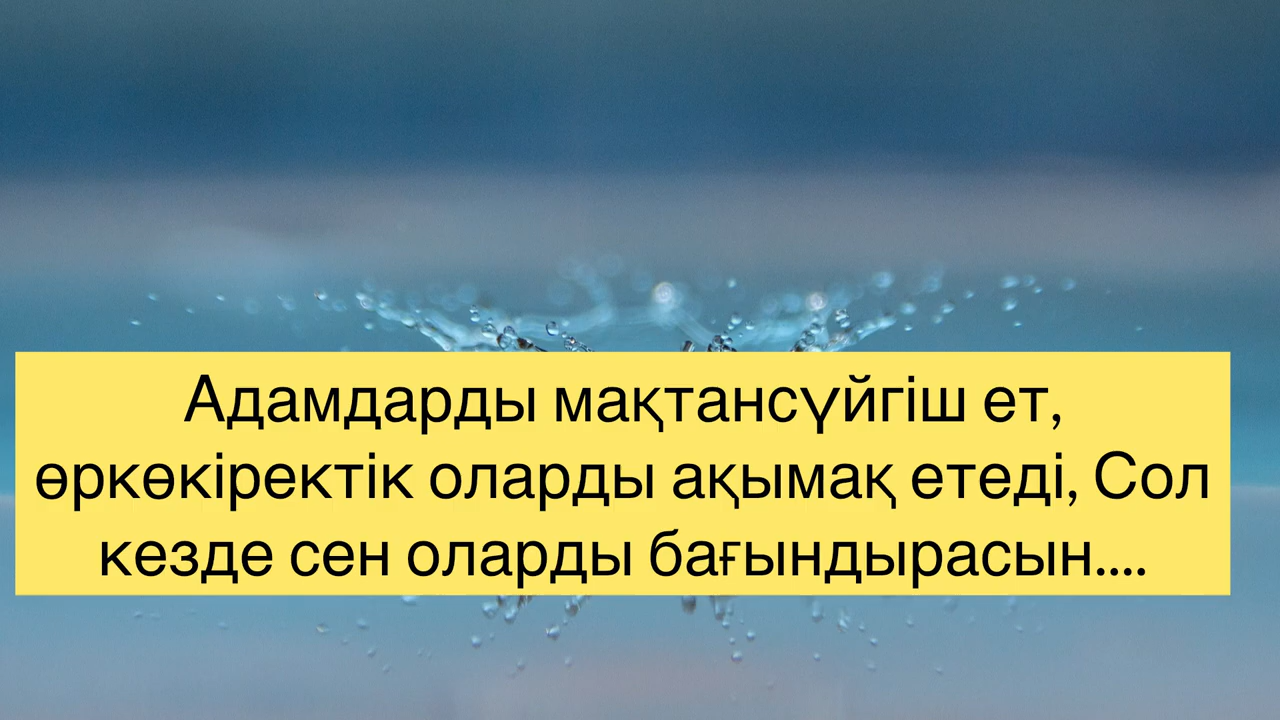 Адамдарды мақтансүйгіш ет,
өркөкіректік оларды ақымақ етеді, Сол
кезде сен оларды бағындырасын....